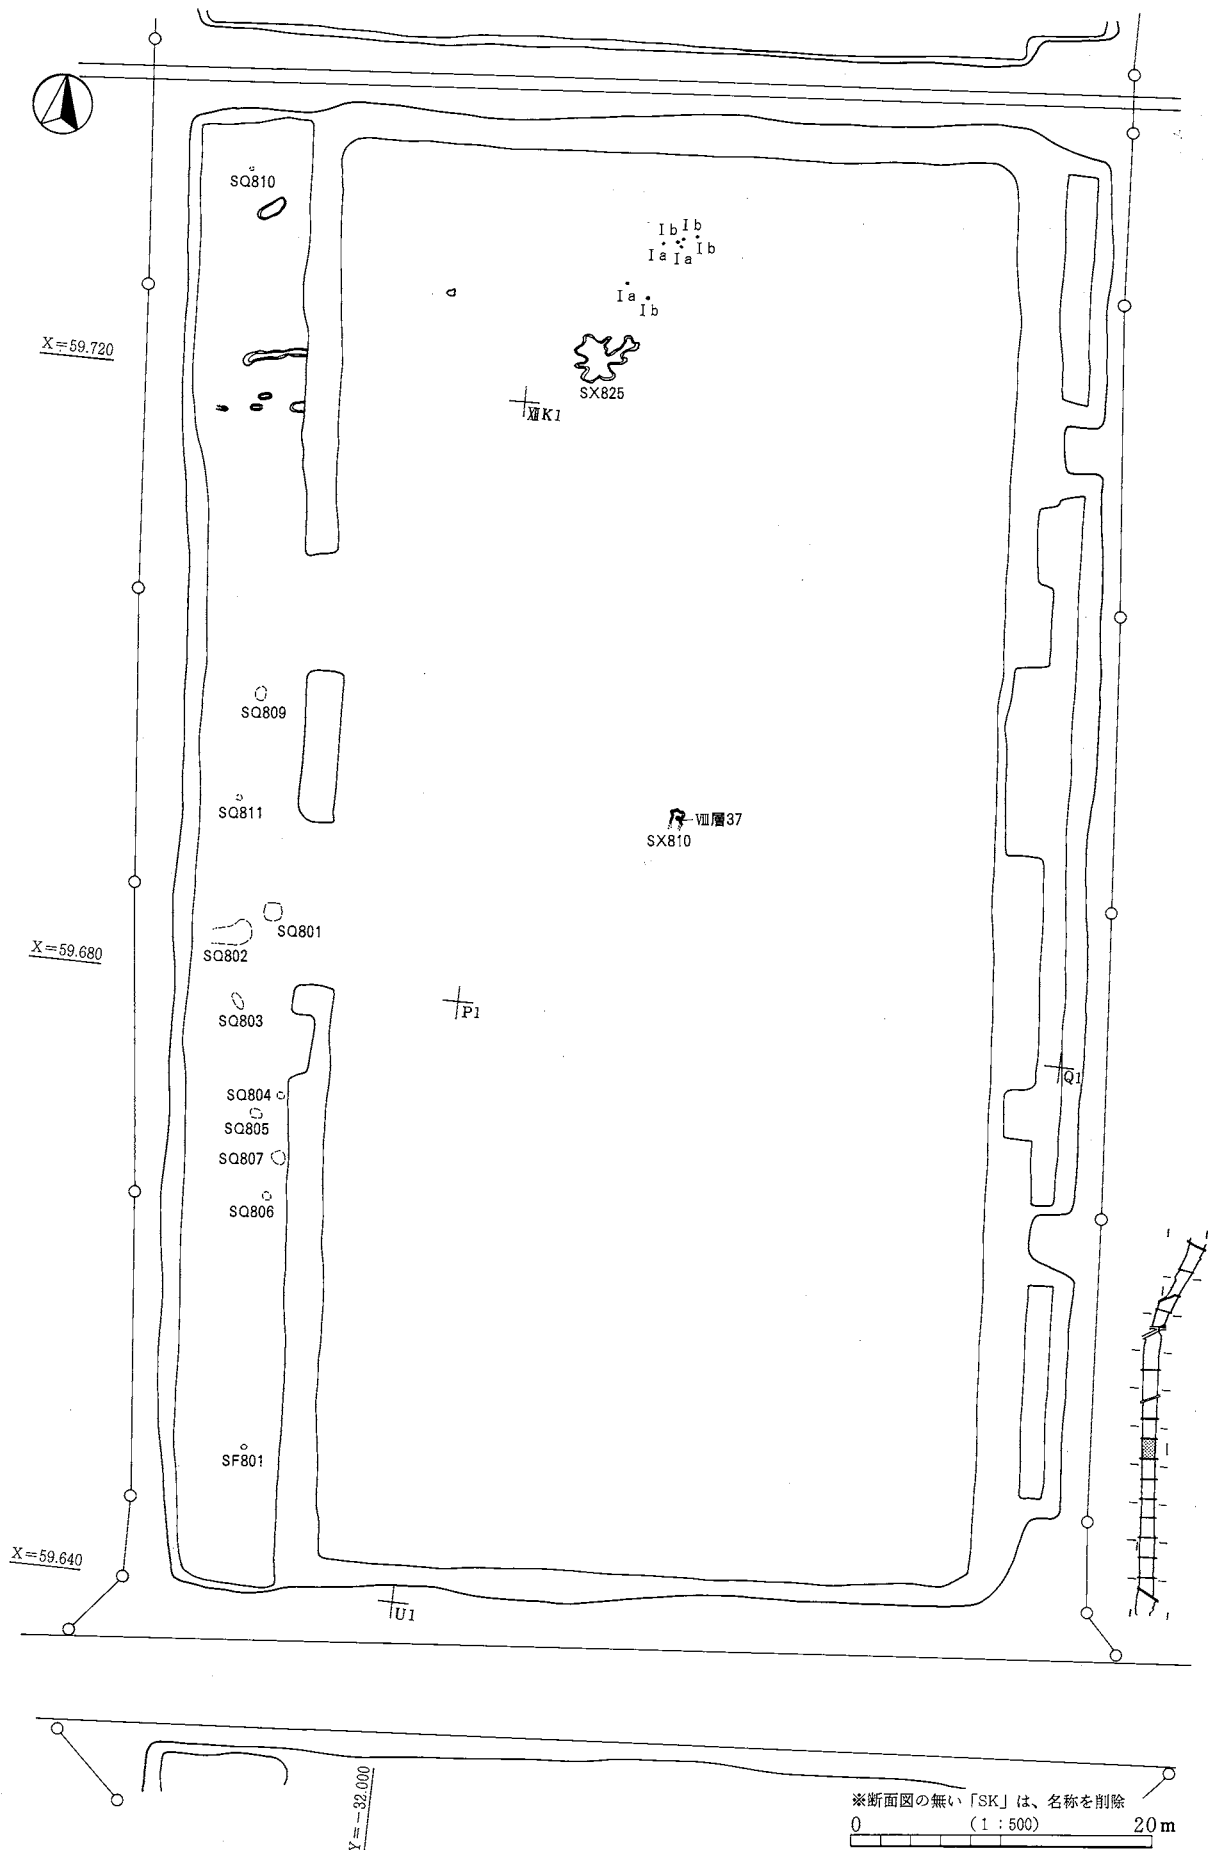 SQ810
Ib Ib
Ia Ia Ib
Ia
Ib
X=59.720
SX825
ⅫK1
SQ809
SQ811
Ⅷ層37
SX810
SQ801
X=59.680
SQ802
SQ803
P1
Q1
SQ804
SQ805
SQ807
SQ806
SF801
X=59.640
U1
Y=-32.000
※断面図の無い「SK」は、名称を削除
0 (1:500) 20m